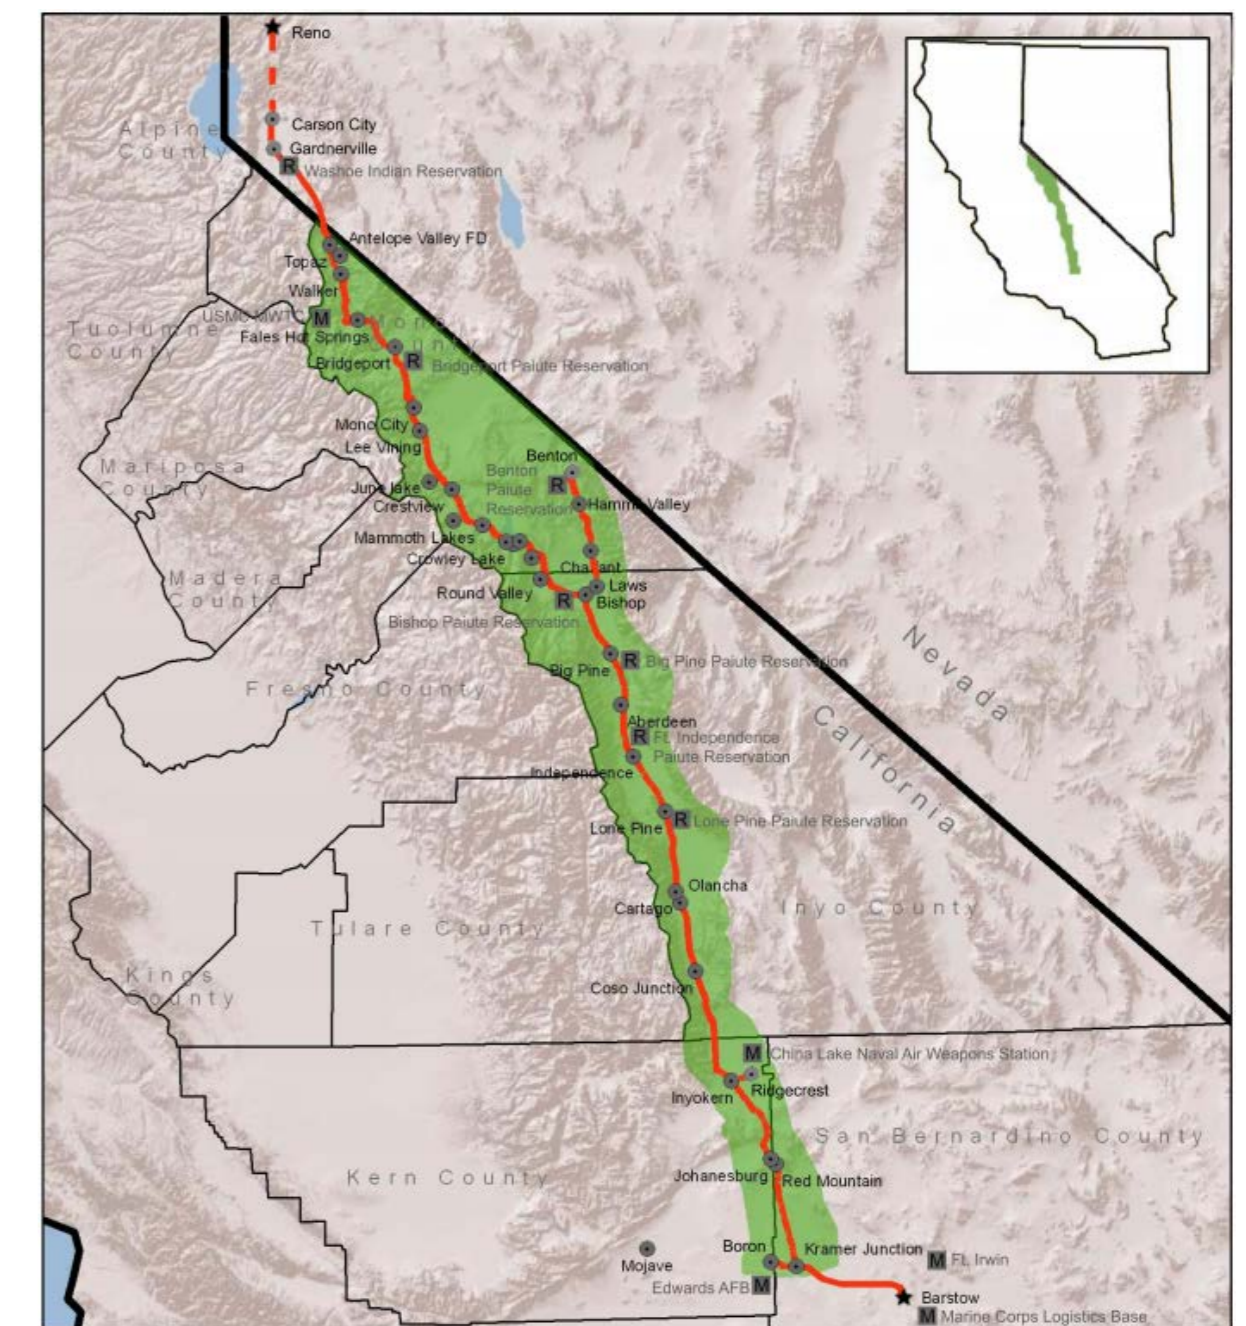 Reno
Carson City
Alpine
County
Gardnerville
R
Washoe Indian Reservation
Antelope Valley FD
Topaz
Walker
USMC MWTC
M
Mono
County
Tuolumne
County
Fales Hot Springs
Bridgeport
R
Bridgeport Paiute Reservation
Mono City
Lee Vining
Benton
Mariposa
County
Benton
Paiute
Reservation
R
June lake
Hammil Valley
Crestview
Mammoth Lakes
Crowley Lake
Chalfant
Madera
County
Laws
Round Valley
R
Bishop
Bishop Paiute Reservation
Nevada
Big Pine
R
Big Pine Paiute Reservation
Fresno County
California
Aberdeen
R
Ft. Independence
Paiute Reservation
Independence
Lone Pine
R
Lone Pine Paiute Reservation
Olancha
Cartago
Inyo County
Tulare County
Kings
County
Coso Junction
M
China Lake Naval Air Weapons Station
Ridgecrest
Inyokern
San Bernardino County
Kern County
Johanesburg
Red Mountain
Boron
Kramer Junction
M
Ft. Irwin
Mojave
Edwards AFB
M
Barstow
M
Marine Corps Logistics Base